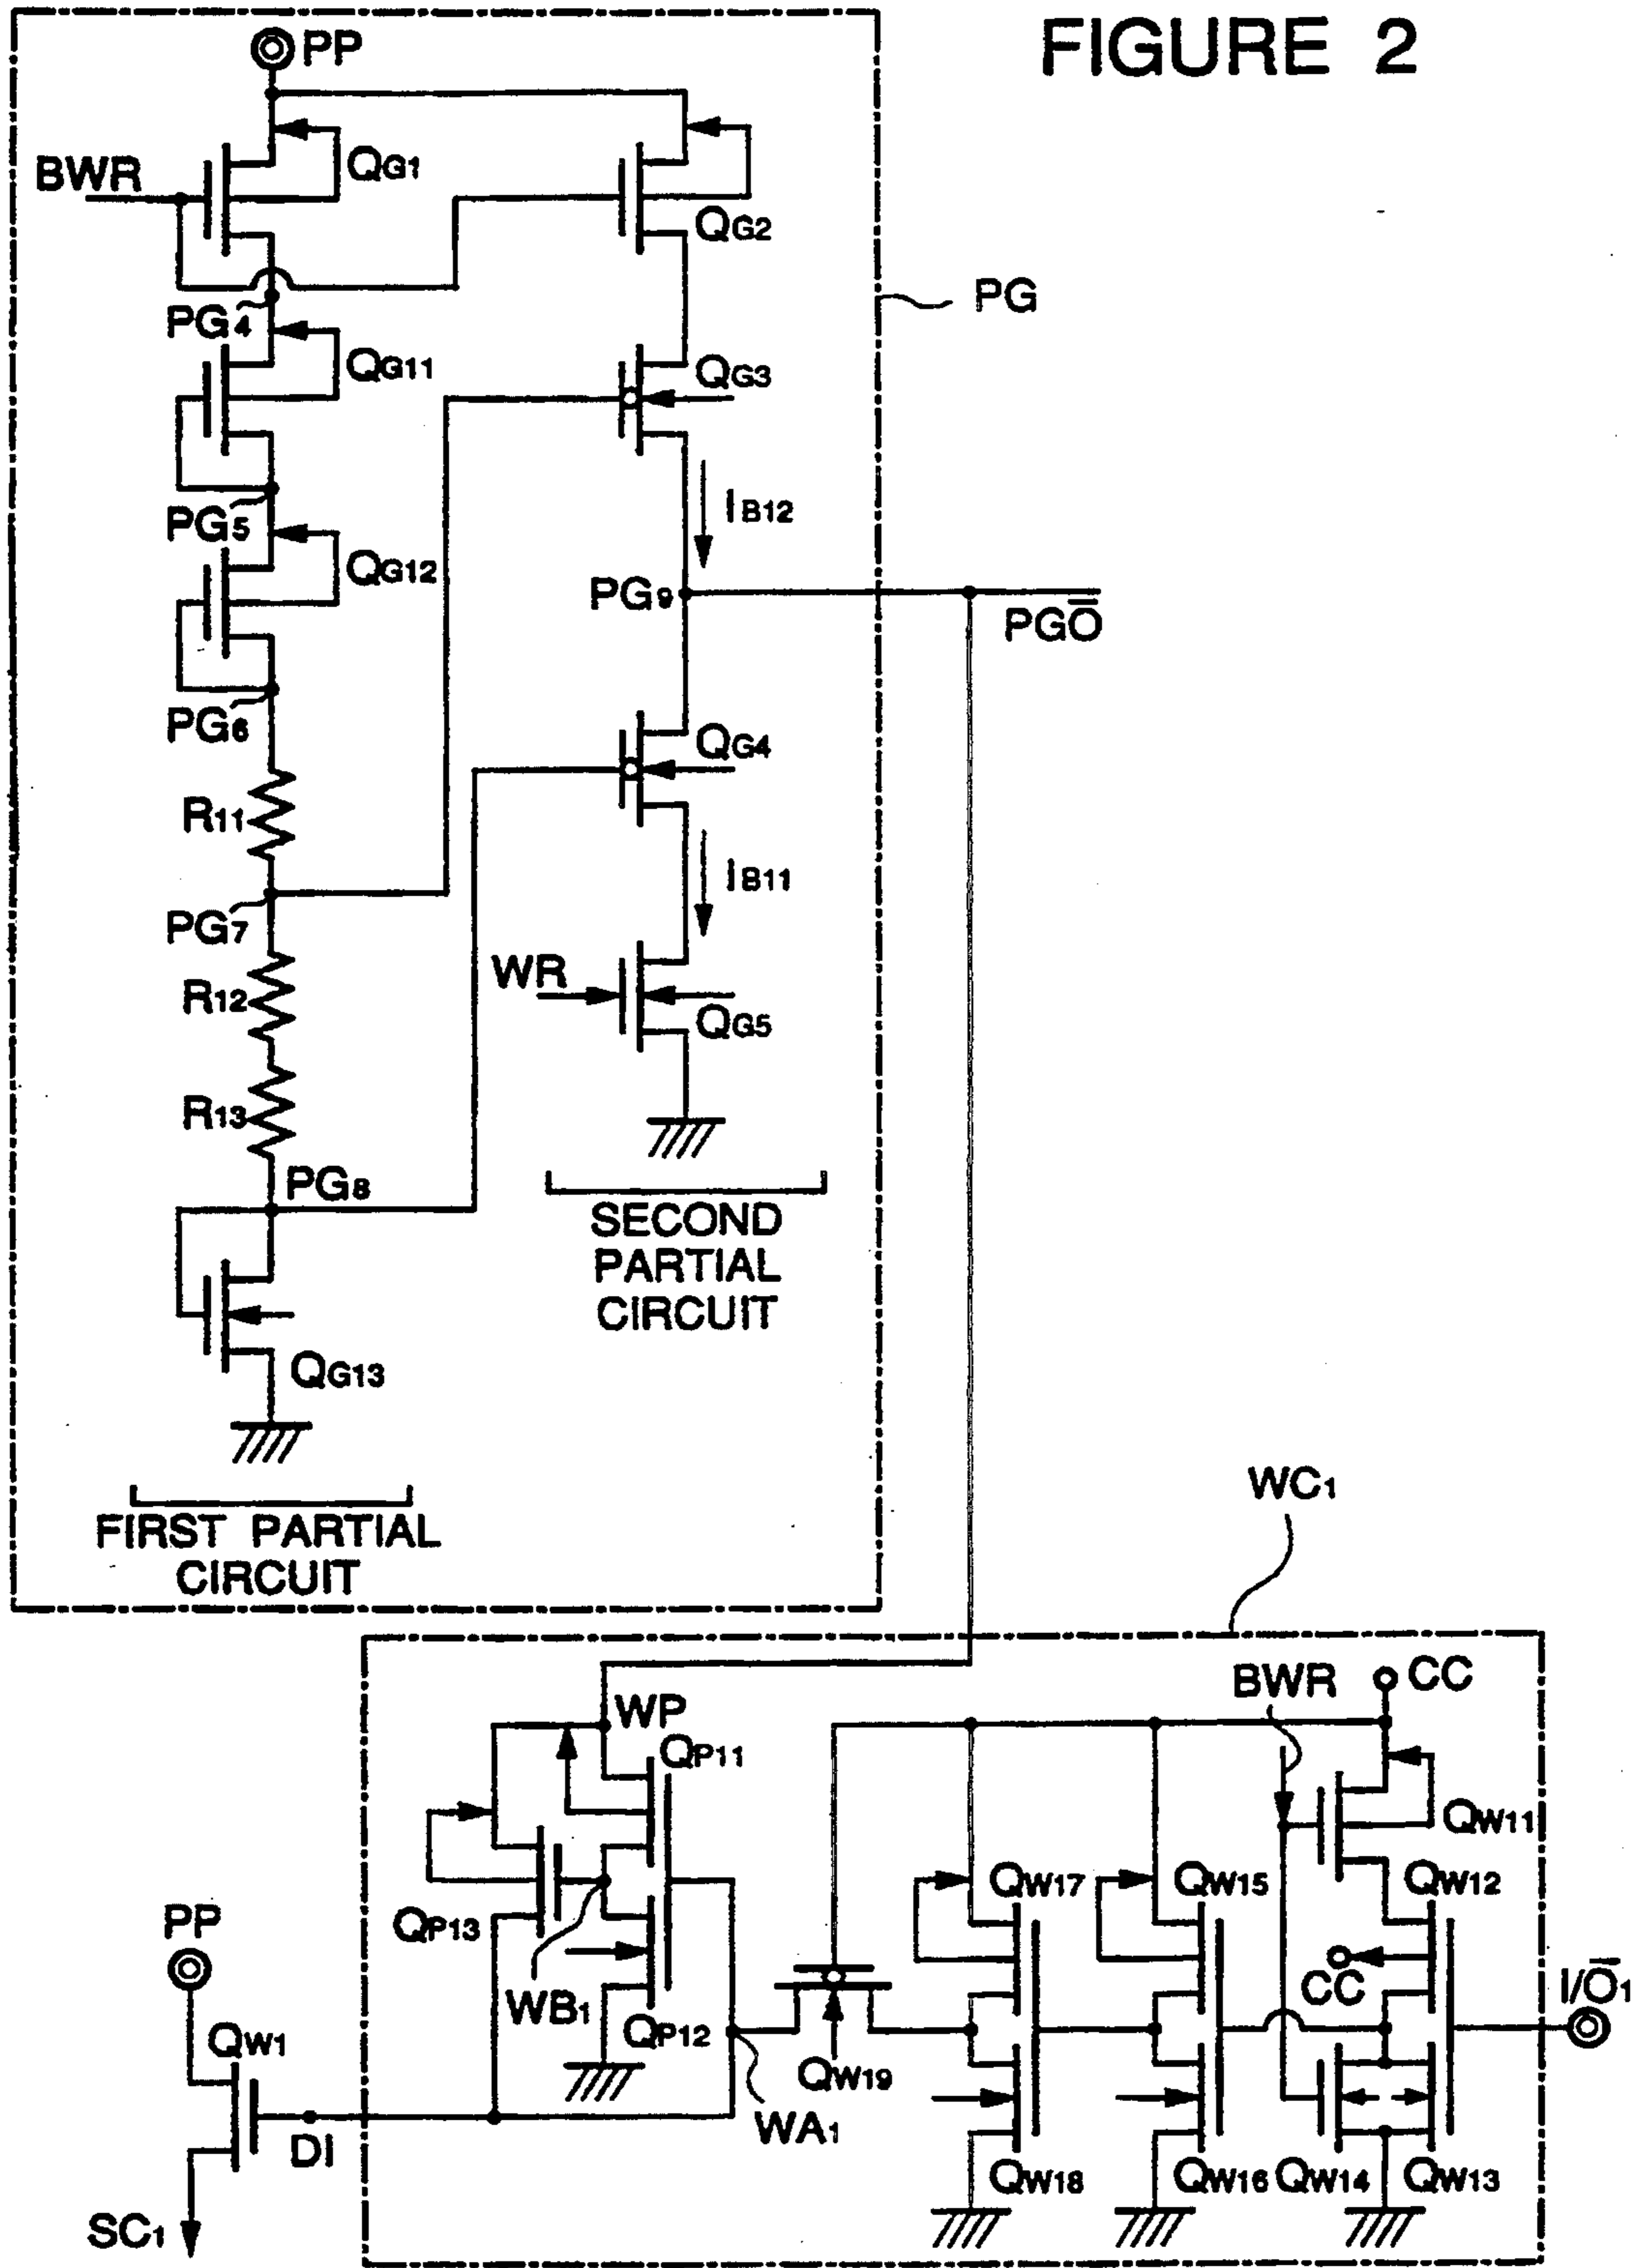 FIGURE 2
PP
BWR
QG1
QG2
PG
PG4
QG11
QG3
PG5
IB12
QG12
PG9
PGO̅
PG6
QG4
R11
IB11
PG7
WR
R12
QG5
R13
PG8
SECOND
PARTIAL
CIRCUIT
QG13
WC1
FIRST PARTIAL
CIRCUIT
BWR
CC
WP
QP11
QW11
QW17
QW15
QW12
QP13
PP
CC
I/O̅1
WB1
QP12
QW1
QW19
WA1
DI
QW18
QW16
QW14
QW13
SC1